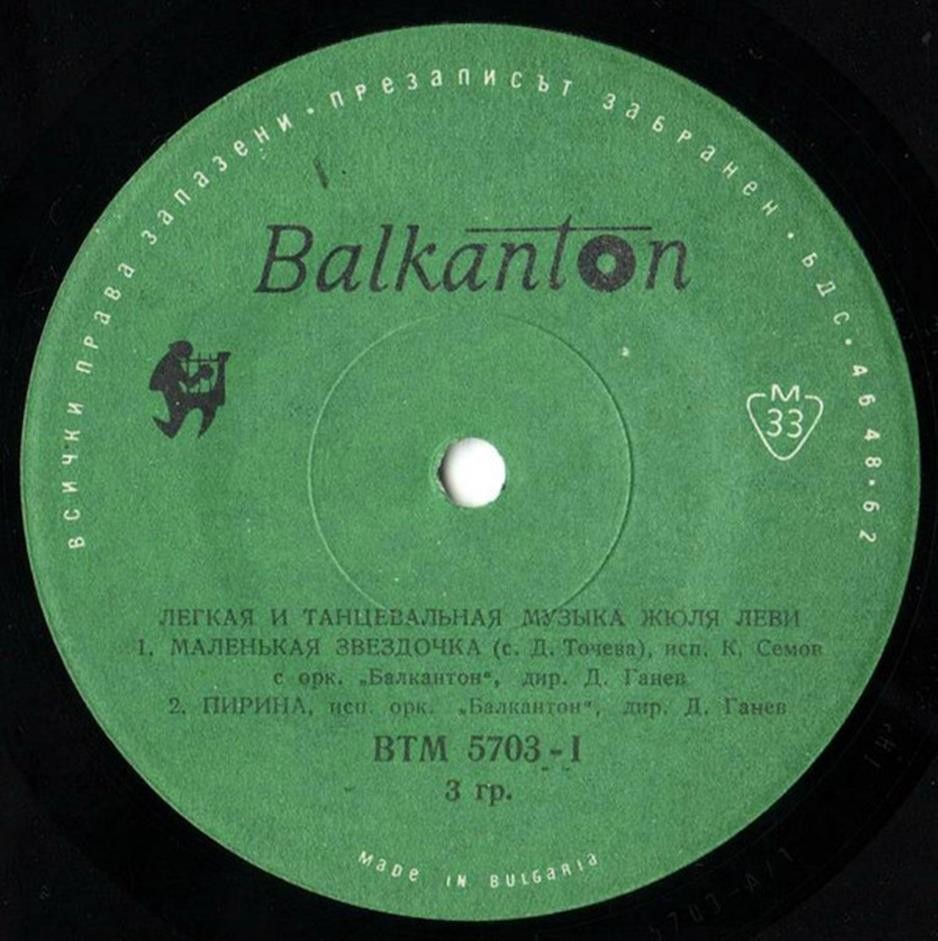 ВСИЧКИ ПРАВА ЗАПАЗЕНИ · ПРЕЗАПИСЪТ ЗАБРАНЕН · БДС · 4648·62
Balkanton
М
33
ЛЕГКАЯ И ТАНЦЕВАЛЬНАЯ МУЗЫКА ЖЮЛЯ ЛЕВИ
1. МАЛЕНЬКАЯ ЗВЕЗДОЧКА (с. Д. Точева), исп. К. Семов
с орк. „Балкантон“, дир. Д. Ганев
2. ПИРИНА, исп. орк. „Балкантон“, дир. Д. Ганев
ВТМ 5703-I
3 гр.
MADE IN BULGARIA